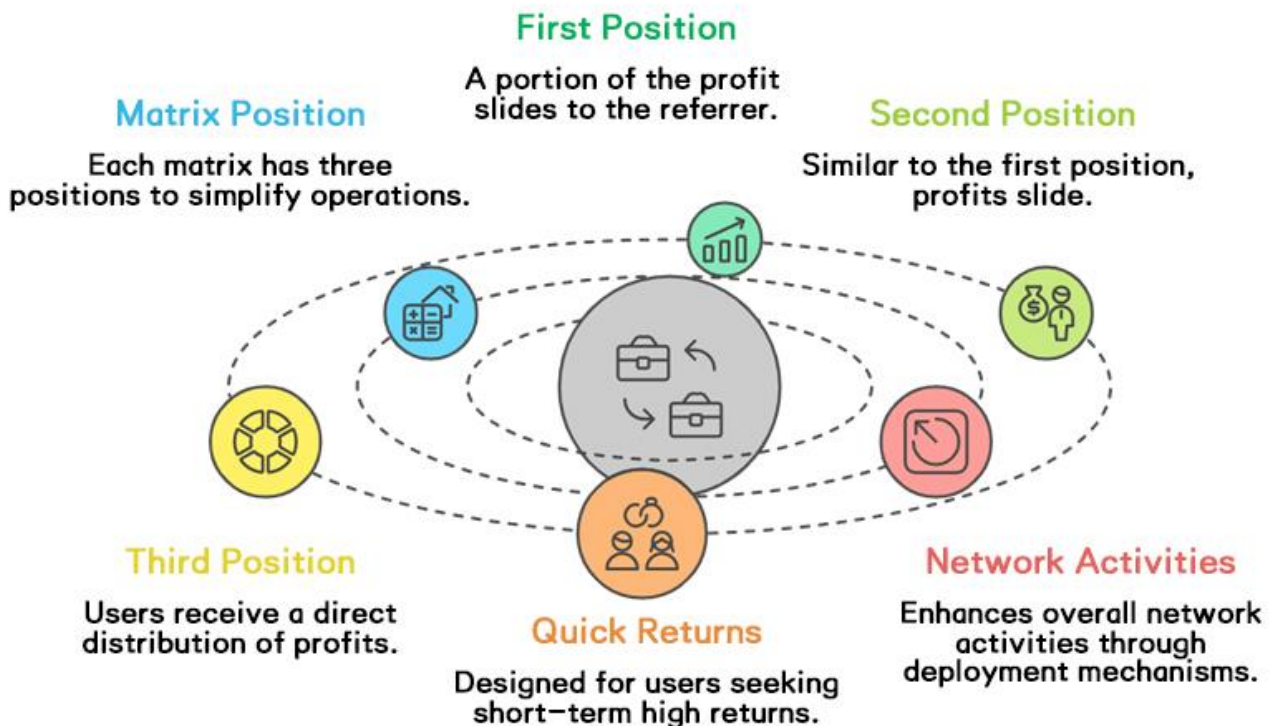 First Position
A portion of the profit
slides to the referrer.
Matrix Position
Each matrix has three
positions to simplify operations.
Second Position
Similar to the first position,
profits slide.
Third Position
Users receive a direct
distribution of profits.
Quick Returns
Designed for users seeking
short-term high returns.
Network Activities
Enhances overall network
activities through
deployment mechanisms.